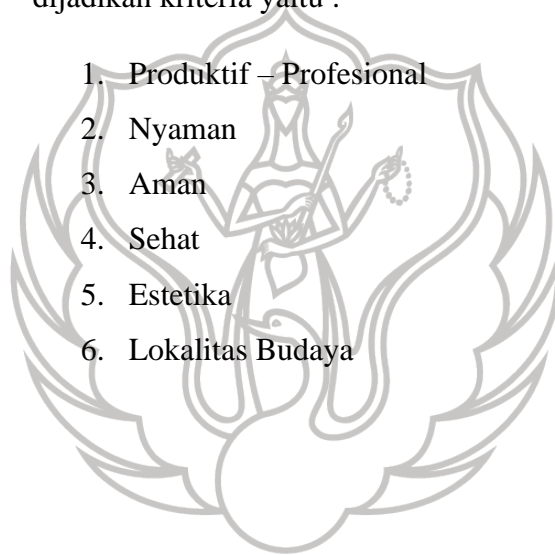 dijadikan kriteria yaitu :
1. Produktif – Profesional
2. Nyaman
3. Aman
4. Sehat
5. Estetika
6. Lokalitas Budaya